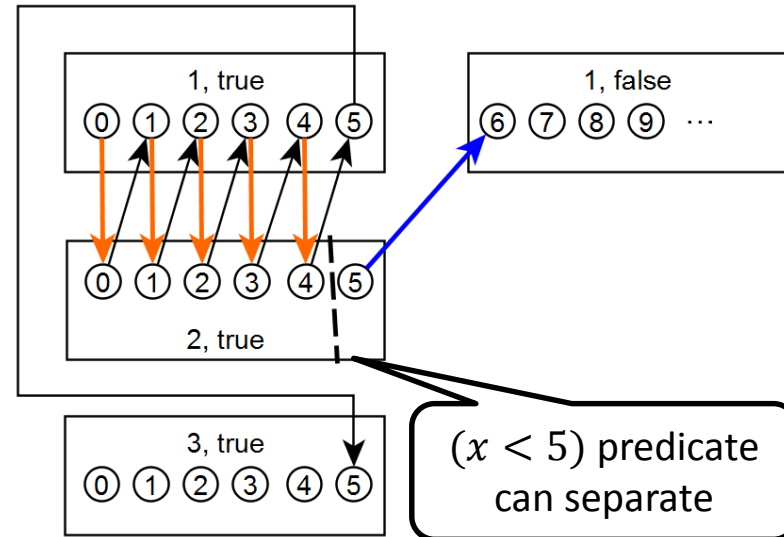 1, true
0 1 2 3 4 5
1, false
6 7 8 9 ...
0 1 2 3 4 5
2, true
3, true
0 1 2 3 4 5
(x < 5) predicate
can separate